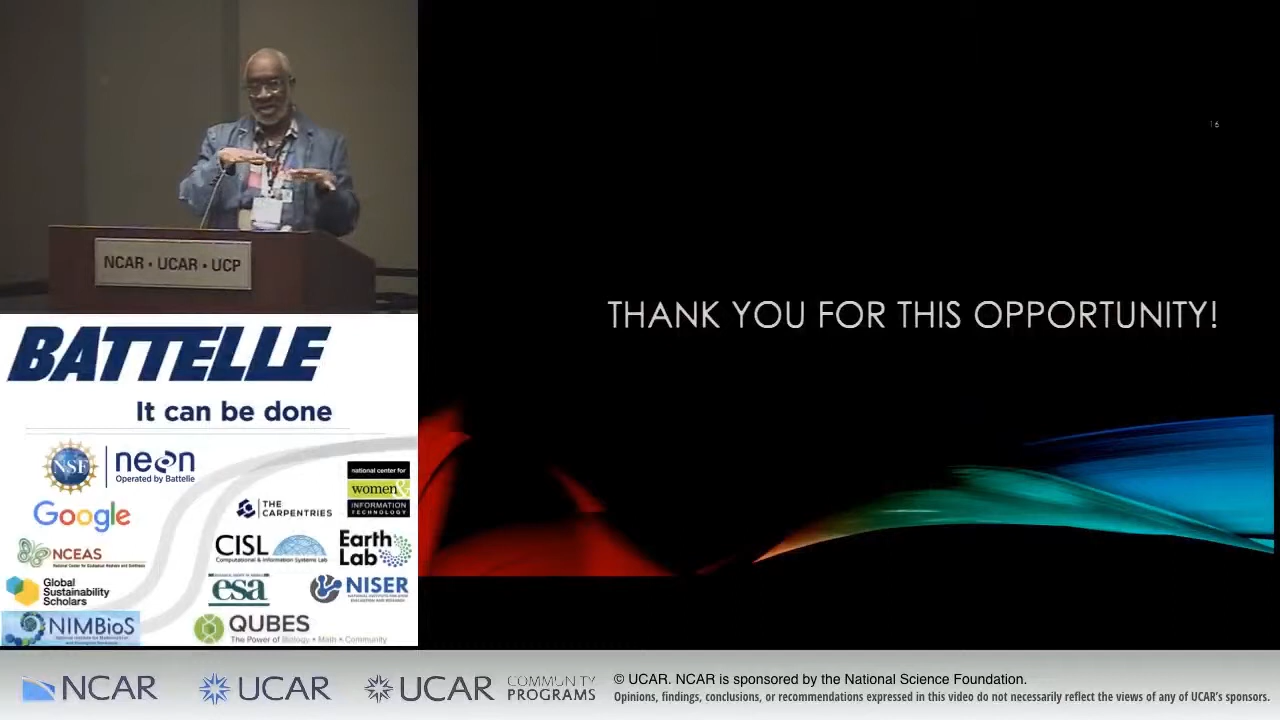 NCAR • UCAR • UCP
BATTELLE
It can be done
NSF
neon
Operated by Battelle
national center for
women&
INFORMATION
TECHNOLOGY
Google
THE
CARPENTRIES
NCEAS
CISL
Computational & Information Systems Lab
Earth
Lab
Global
Sustainability
Scholars
esa
NISER
NIMBioS
QUBES
The Power of Biology • Math • Community
16
THANK YOU FOR THIS OPPORTUNITY!
NCAR
UCAR
UCAR
COMMUNITY
PROGRAMS
© UCAR. NCAR is sponsored by the National Science Foundation.
Opinions, findings, conclusions, or recommendations expressed in this video do not necessarily reflect the views of any of UCAR's sponsors.